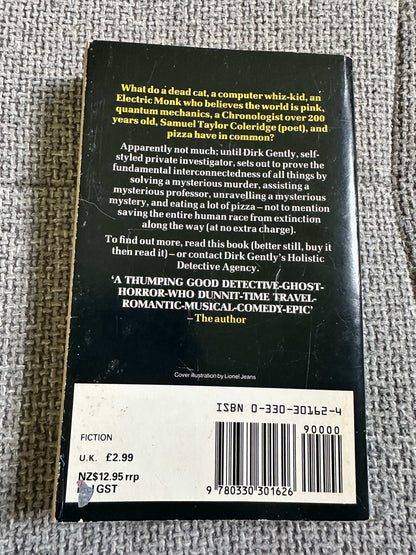 What do a dead cat, a computer whiz-kid, an
Electric Monk who believes the world is pink,
quantum mechanics, a Chronologist over 200
years old, Samuel Taylor Coleridge (poet), and
pizza have in common?
Apparently not much; until Dirk Gently, self-
styled private investigator, sets out to prove the
fundamental interconnectedness of all things by
solving a mysterious murder, assisting a
mysterious professor, unravelling a mysterious
mystery, and eating a lot of pizza – not to mention
saving the entire human race from extinction
along the way (at no extra charge).
To find out more, read this book (better still, buy it
then read it) – or contact Dirk Gently's Holistic
Detective Agency.
'A THUMPING GOOD DETECTIVE-GHOST-
HORROR-WHO DUNNIT-TIME TRAVEL-
ROMANTIC-MUSICAL-COMEDY-EPIC'
– The author
Cover illustration by Lionel Jeans
ISBN 0-330-30162-4
90000
FICTION
U.K. £2.99
NZ$12.95 rrp
GST
9 780330 301626